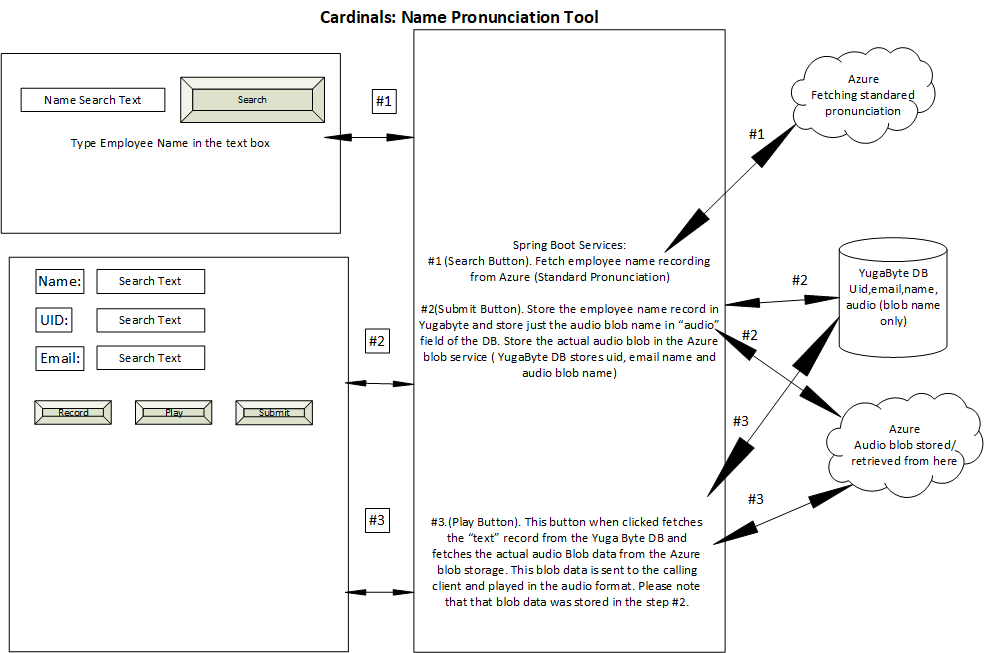 Cardinals: Name Pronunciation Tool
Name Search Text
Search
Type Employee Name in the text box
#1
Name:
Search Text
UID:
Search Text
Email:
Search Text
Record
Play
Submit
#2
#3
Spring Boot Services:
#1 (Search Button). Fetch employee name recording
from Azure (Standard Pronunciation)
#2(Submit Button). Store the employee name record in
Yugabyte and store just the audio blob name in “audio”
field of the DB. Store the actual audio blob in the Azure
blob service ( YugaByte DB stores uid, email name and
audio blob name)
#3.(Play Button). This button when clicked fetches
the “text” record from the Yuga Byte DB and
fetches the actual audio Blob data from the Azure
blob storage. This blob data is sent to the calling
client and played in the audio format. Please note
that that blob data was stored in the step #2.
#1
Azure
Fetching standared
pronunciation
#2
YugaByte DB
Uid,email,name,
audio (blob name
only)
#2
#3
Azure
Audio blob stored/
retrieved from here
#3